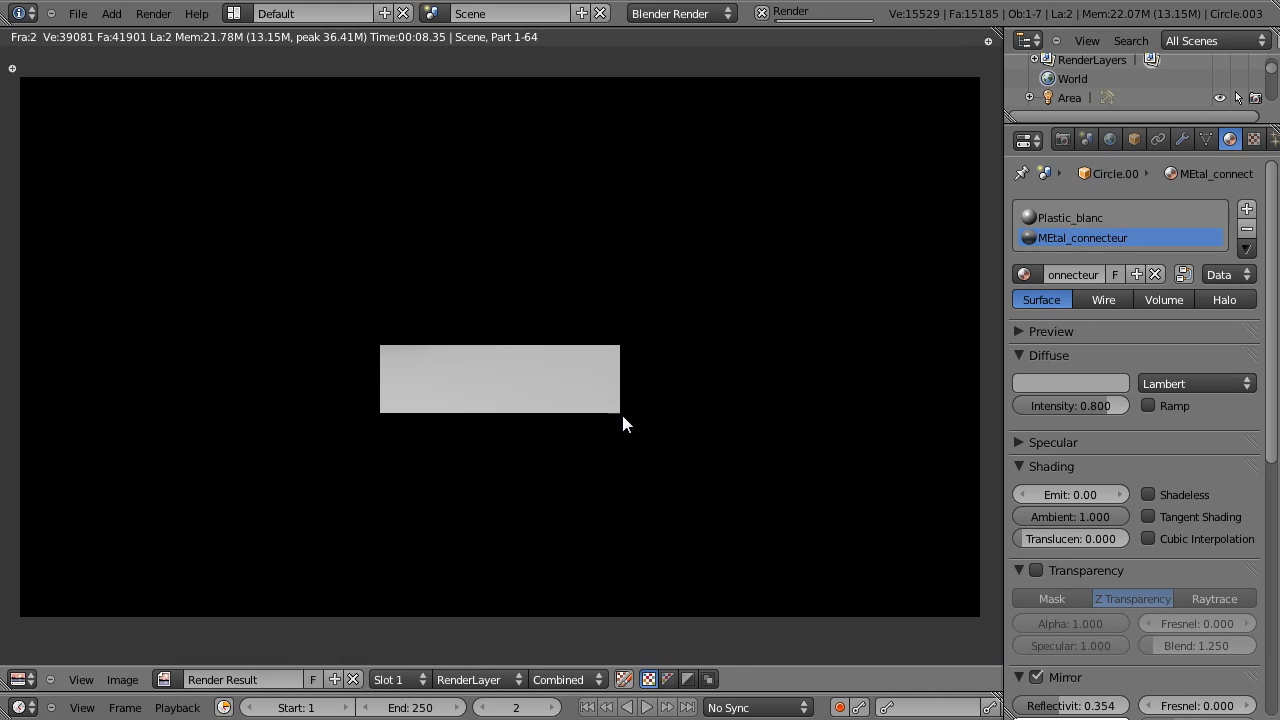 File Add Render Help Default Scene Blender Render Render Ve:15529 | Fa:15185 | Ob:1-7 | La:2 | Mem:22.07M (13.15M) | Circle.003
Fra:2 Ve:39081 Fa:41901 La:2 Mem:21.78M (13.15M, peak 36.41M) Time:00:08.35 | Scene, Part 1-64
View Search All Scenes
RenderLayers |
World
Area |
Circle.00 MEtal_connect
Plastic_blanc
MEtal_connecteur
onnecteur F Data
Surface Wire Volume Halo
Preview
Diffuse
Lambert
Intensity: 0.800 Ramp
Specular
Shading
Emit: 0.00 Shadeless
Ambient: 1.000 Tangent Shading
Translucen: 0.000 Cubic Interpolation
Transparency
Mask Z Transparency Raytrace
Alpha: 1.000 Fresnel: 0.000
Specular: 1.000 Blend: 1.250
Mirror
Reflectivit: 0.354 Fresnel: 0.000
View Image Render Result F Slot 1 RenderLayer Combined
View Frame Playback Start: 1 End: 250 2 No Sync